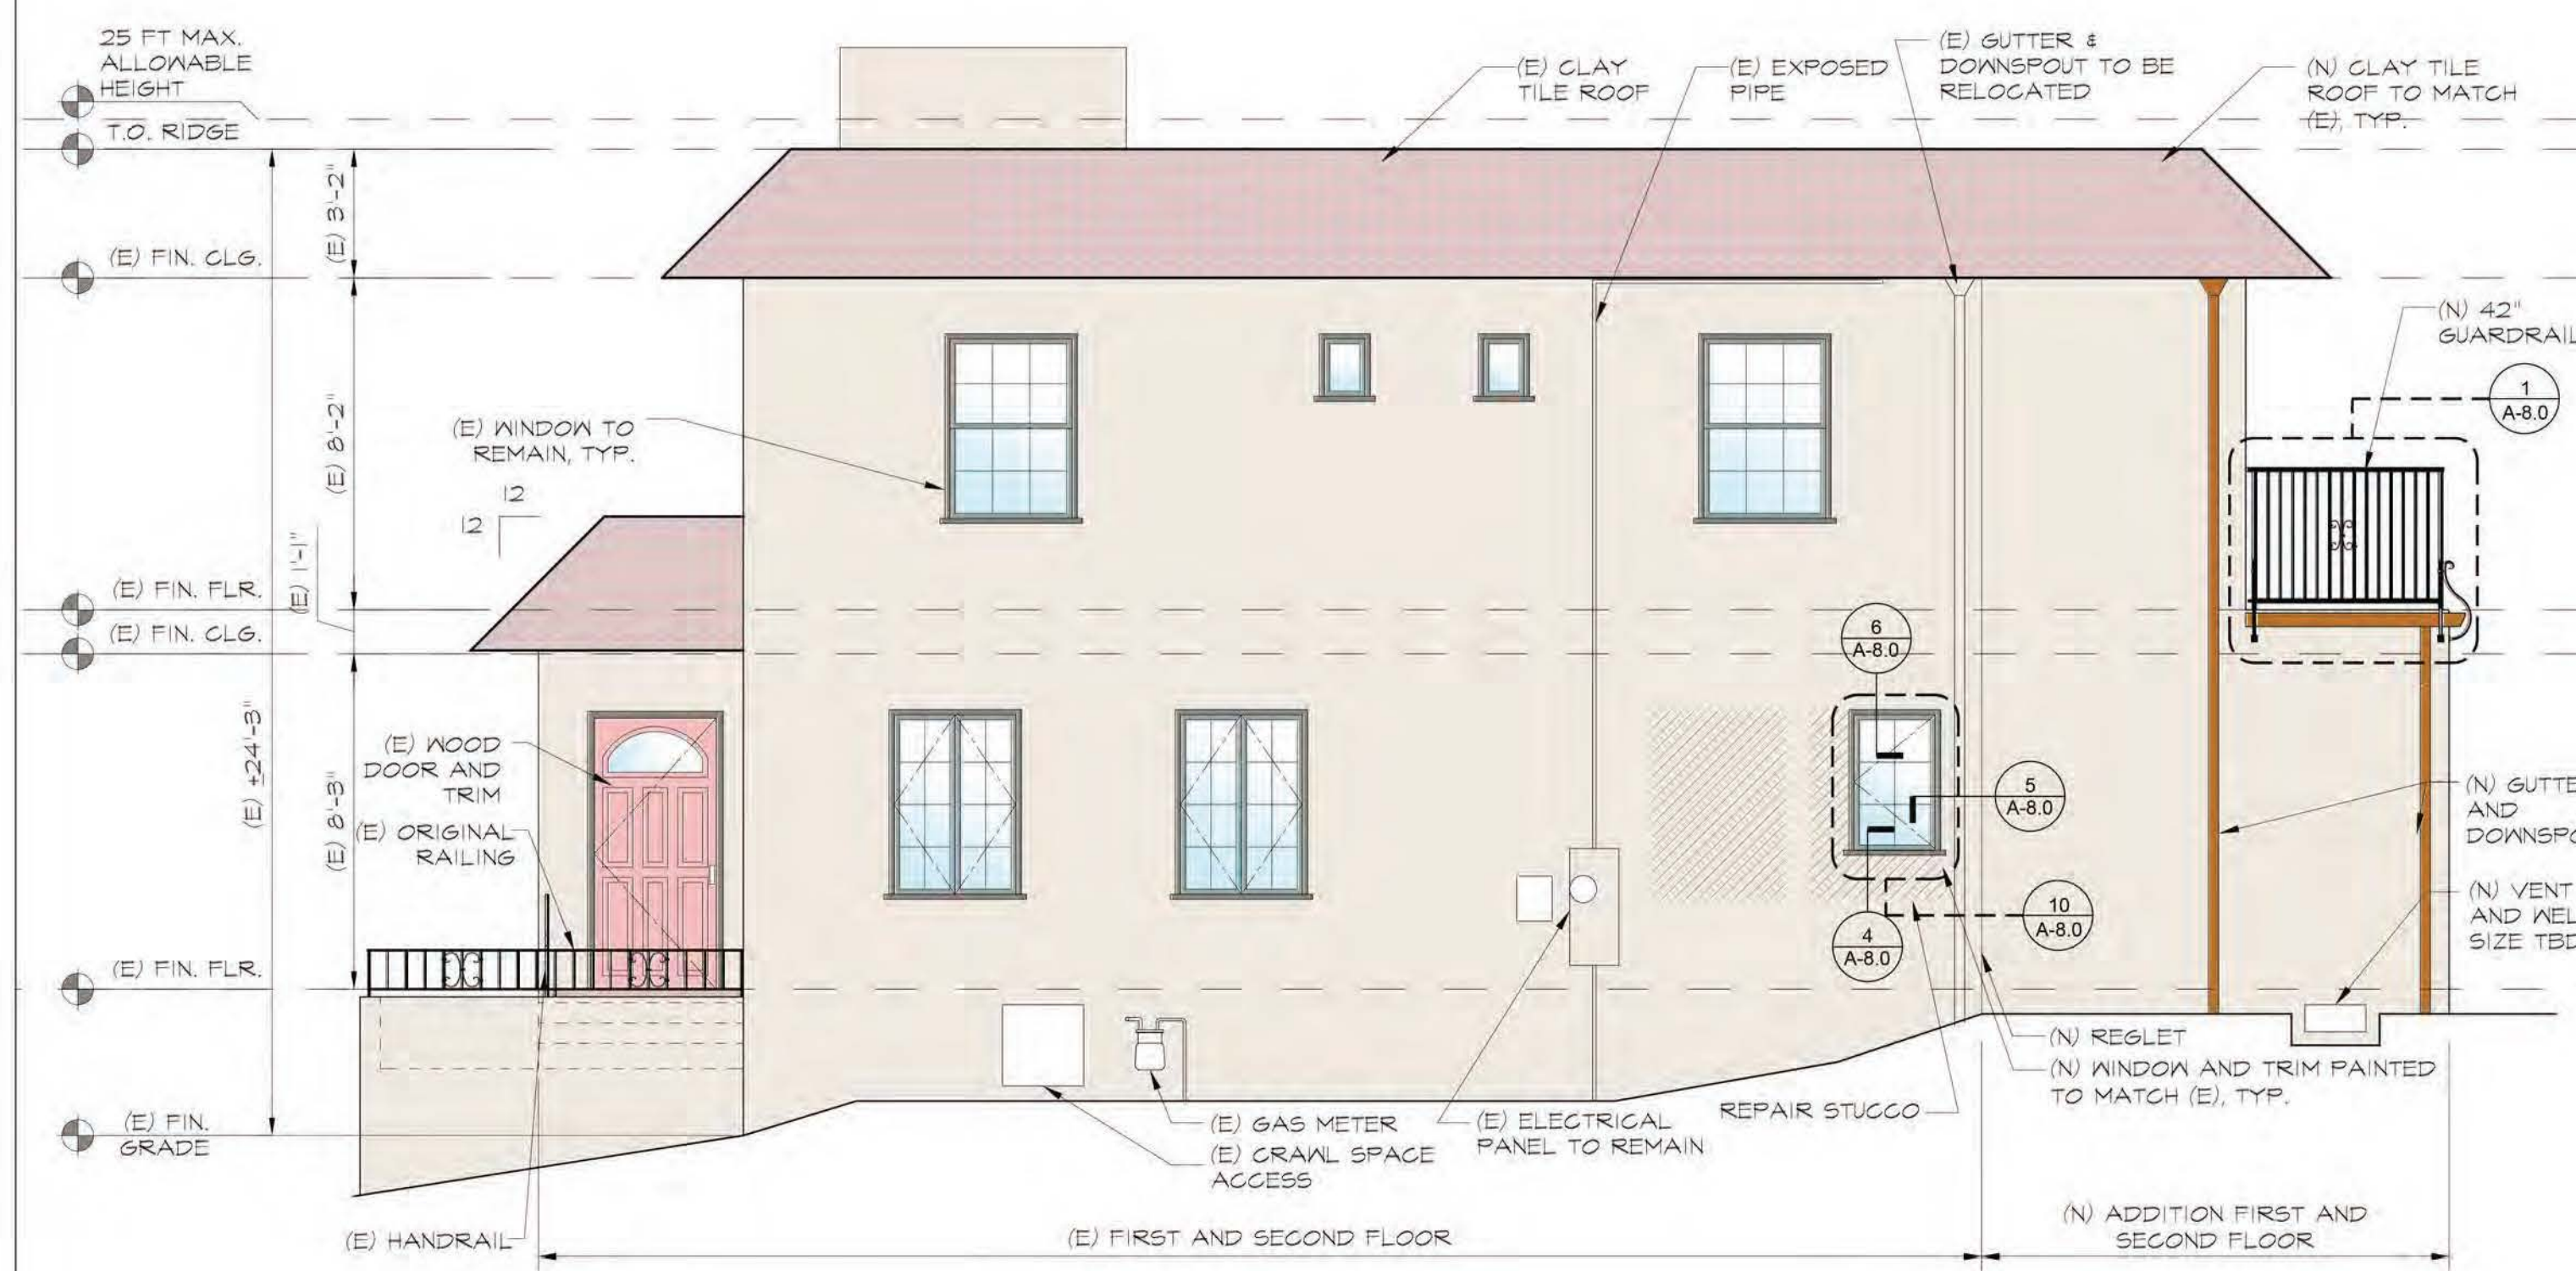 25 FT MAX.
ALLOWABLE
HEIGHT
T.O. RIDGE
(E) FIN. CLG.
(E) FIN. FLR.
(E) FIN. CLG.
(E) FIN. FLR.
(E) FIN.
GRADE
(E) 3'-2"
(E) 8'-2"
(E) 1'-1"
(E) 8'-3"
(E) ±24'-3"
(E) CLAY
TILE ROOF
(E) EXPOSED
PIPE
(E) GUTTER &
DOWNSPOUT TO BE
RELOCATED
(N) CLAY TILE
ROOF TO MATCH
(E), TYP.
(N) 42"
GUARDRAIL
1
A-8.0
(E) WINDOW TO
REMAIN, TYP.
12
12
6
A-8.0
(E) WOOD
DOOR AND
TRIM
(E) ORIGINAL
RAILING
5
A-8.0
10
A-8.0
4
A-8.0
(N) GUTTE
AND
DOWNSPO
(N) VENT
AND WEL
SIZE TBD
(N) REGLET
(N) WINDOW AND TRIM PAINTED
TO MATCH (E), TYP.
REPAIR STUCCO
(E) GAS METER
(E) CRAWL SPACE
ACCESS
(E) ELECTRICAL
PANEL TO REMAIN
(E) HANDRAIL
(E) FIRST AND SECOND FLOOR
(N) ADDITION FIRST AND
SECOND FLOOR